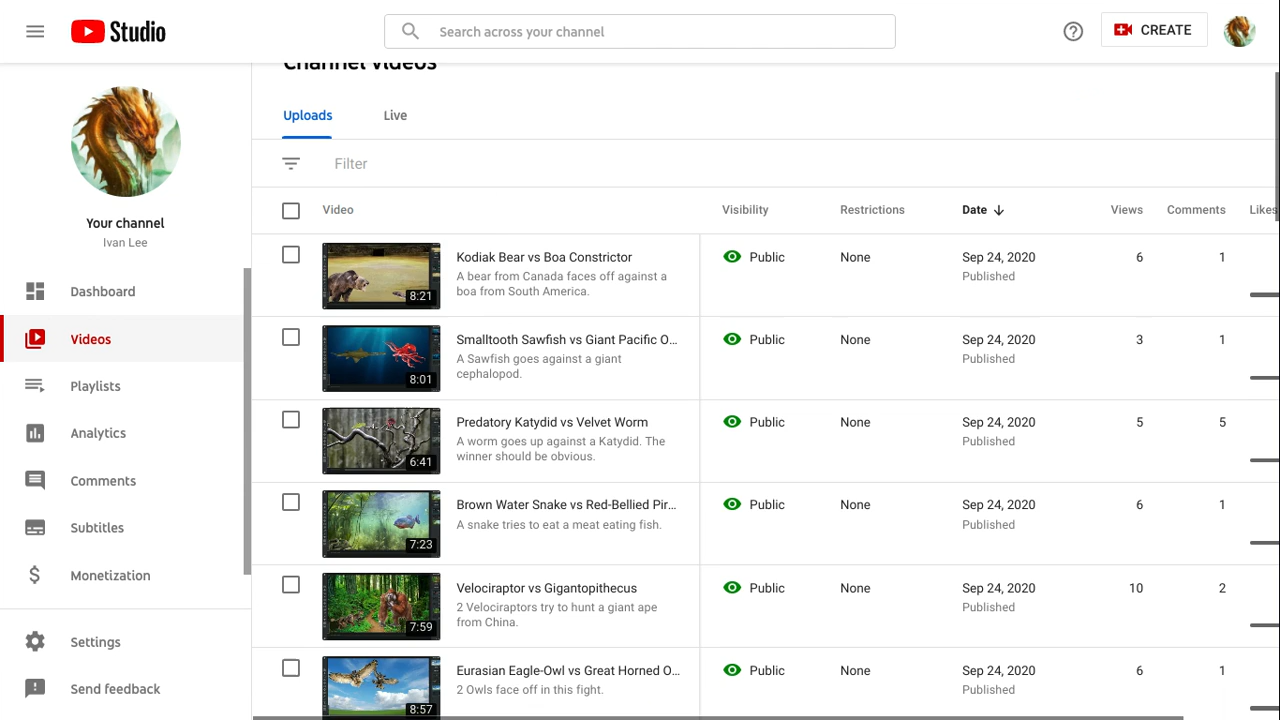 Studio
Search across your channel
CREATE
Channel videos
Uploads
Live
Filter
Your channel
Ivan Lee
Dashboard
Videos
Playlists
Analytics
Comments
Subtitles
Monetization
Settings
Send feedback
Video Visibility Restrictions Date Views Comments Likes
Kodiak Bear vs Boa Constrictor Public None Sep 24, 2020 6 1
A bear from Canada faces off against a Published
boa from South America.
8:21
Smalltooth Sawfish vs Giant Pacific O... Public None Sep 24, 2020 3 1
A Sawfish goes against a giant Published
cephalopod.
8:01
Predatory Katydid vs Velvet Worm Public None Sep 24, 2020 5 5
A worm goes up against a Katydid. The Published
winner should be obvious.
6:41
Brown Water Snake vs Red-Bellied Pir... Public None Sep 24, 2020 6 1
A snake tries to eat a meat eating fish. Published
7:23
Velociraptor vs Gigantopithecus Public None Sep 24, 2020 10 2
2 Velociraptors try to hunt a giant ape Published
from China.
7:59
Eurasian Eagle-Owl vs Great Horned O... Public None Sep 24, 2020 6 1
2 Owls face off in this fight. Published
8:57